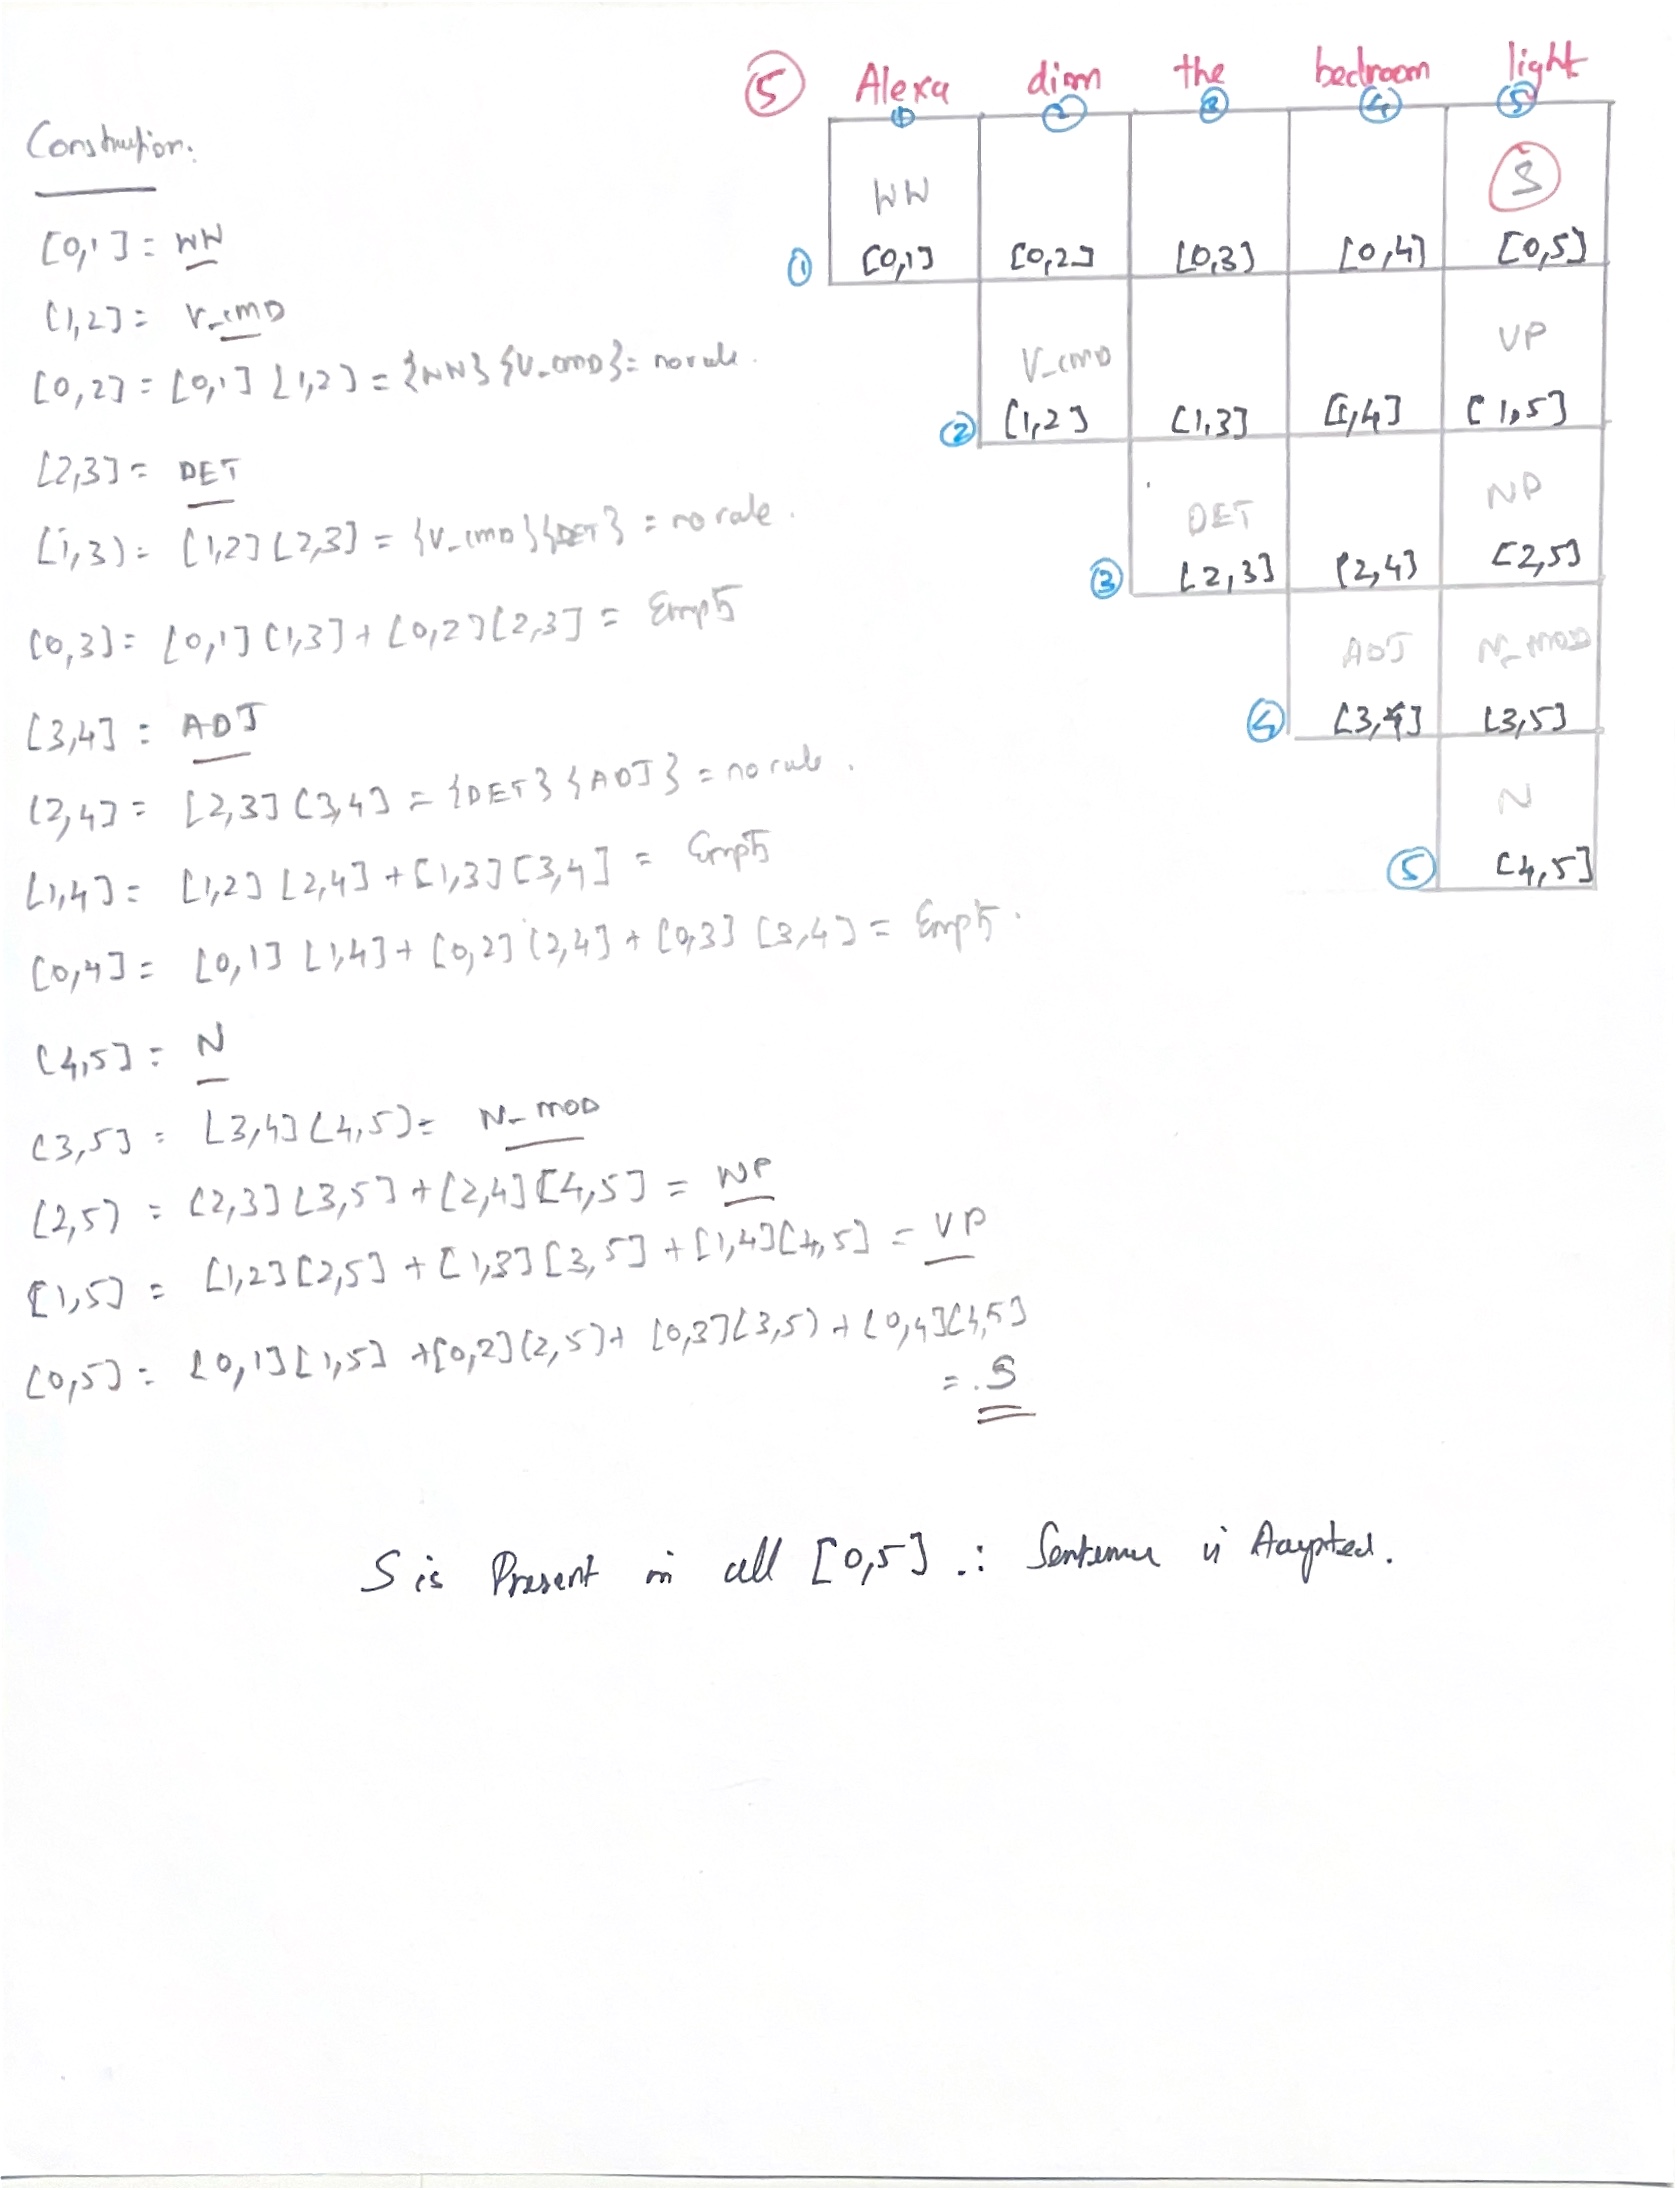 ⑤ Alexa dim the bedroom light
① ② ③ ④ ⑤
WW S
① [0,1] [0,2] [0,3] [0,4] [0,5]
V_CMD VP
② [1,2] [1,3] [1,4] [1,5]
DET NP
③ [2,3] [2,4] [2,5]
ADJ N_MOD
④ [3,4] [3,5]
N
⑤ [4,5]
Construction:
[0,1] = WW
[1,2] = V_CMD
[0,2] = [0,1] [1,2] = {WW} {V_CMD} = no rule.
[2,3] = DET
[1,3] = [1,2] [2,3] = {V_CMD} {DET} = no rule.
[0,3] = [0,1] [1,3] + [0,2] [2,3] = Empty
[3,4] = ADJ
[2,4] = [2,3] [3,4] = {DET} {ADJ} = no rule.
[1,4] = [1,2] [2,4] + [1,3] [3,4] = Empty
[0,4] = [0,1] [1,4] + [0,2] [2,4] + [0,3] [3,4] = Empty.
[4,5] = N
[3,5] = [3,4] [4,5] = N_MOD
[2,5] = [2,3] [3,5] + [2,4] [4,5] = NP
[1,5] = [1,2] [2,5] + [1,3] [3,5] + [1,4] [4,5] = VP
[0,5] = [0,1] [1,5] + [0,2] [2,5] + [0,3] [3,5] + [0,4] [4,5]
= . S
S is Present in cell [0,5] ∴ Sentence is Accepted.